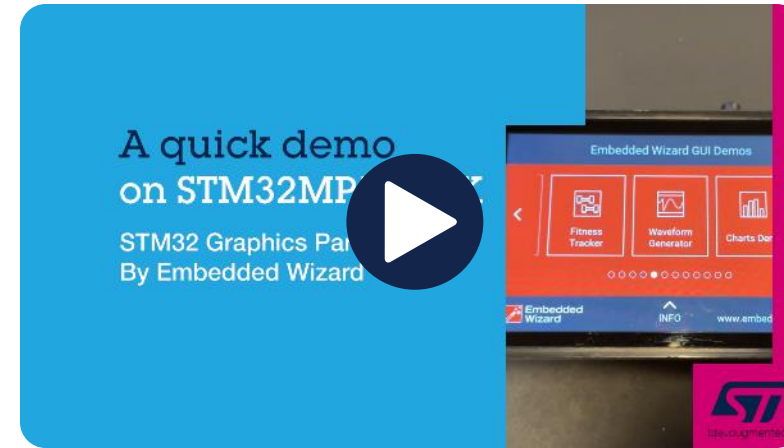 A quick demo
on STM32MP
STM32 Graphics Par
By Embedded Wizard
Embedded Wizard GUI Demos
Fitness
Tracker
Waveform
Generator
Charts De
Embedded
Wizard
INFO
www.embed
ST